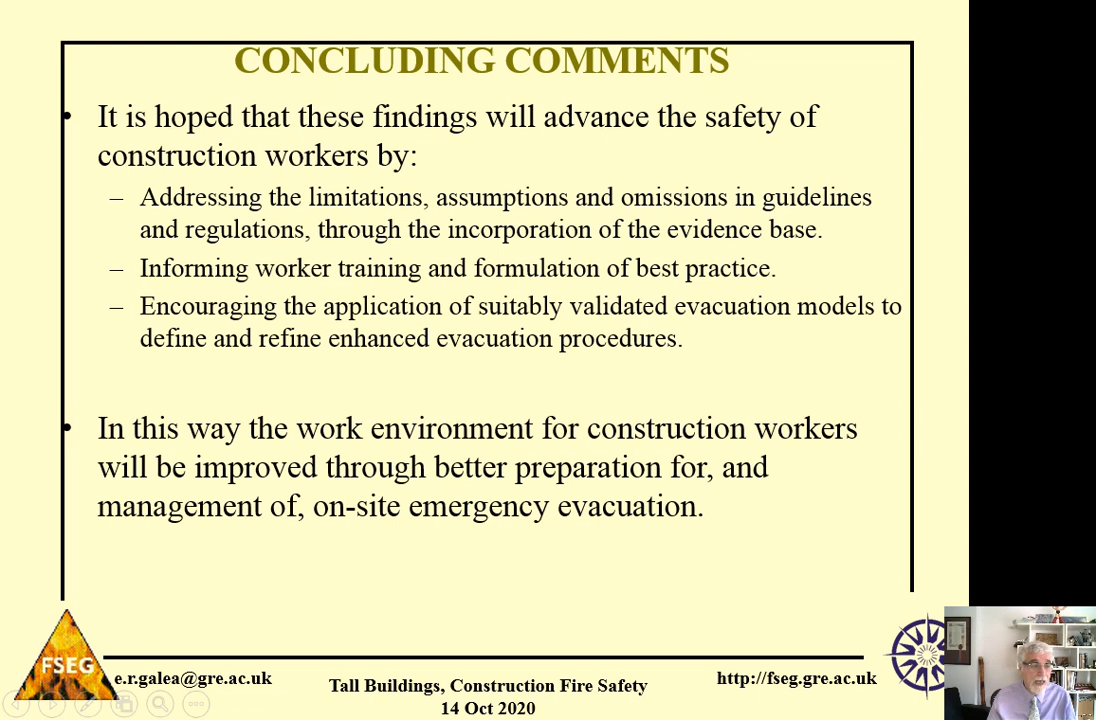 CONCLUDING COMMENTS
• It is hoped that these findings will advance the safety of
construction workers by:
– Addressing the limitations, assumptions and omissions in guidelines
and regulations, through the incorporation of the evidence base.
– Informing worker training and formulation of best practice.
– Encouraging the application of suitably validated evacuation models to
define and refine enhanced evacuation procedures.
• In this way the work environment for construction workers
will be improved through better preparation for, and
management of, on-site emergency evacuation.
FSEG
e.r.galea@gre.ac.uk
Tall Buildings, Construction Fire Safety
14 Oct 2020
http://fseg.gre.ac.uk